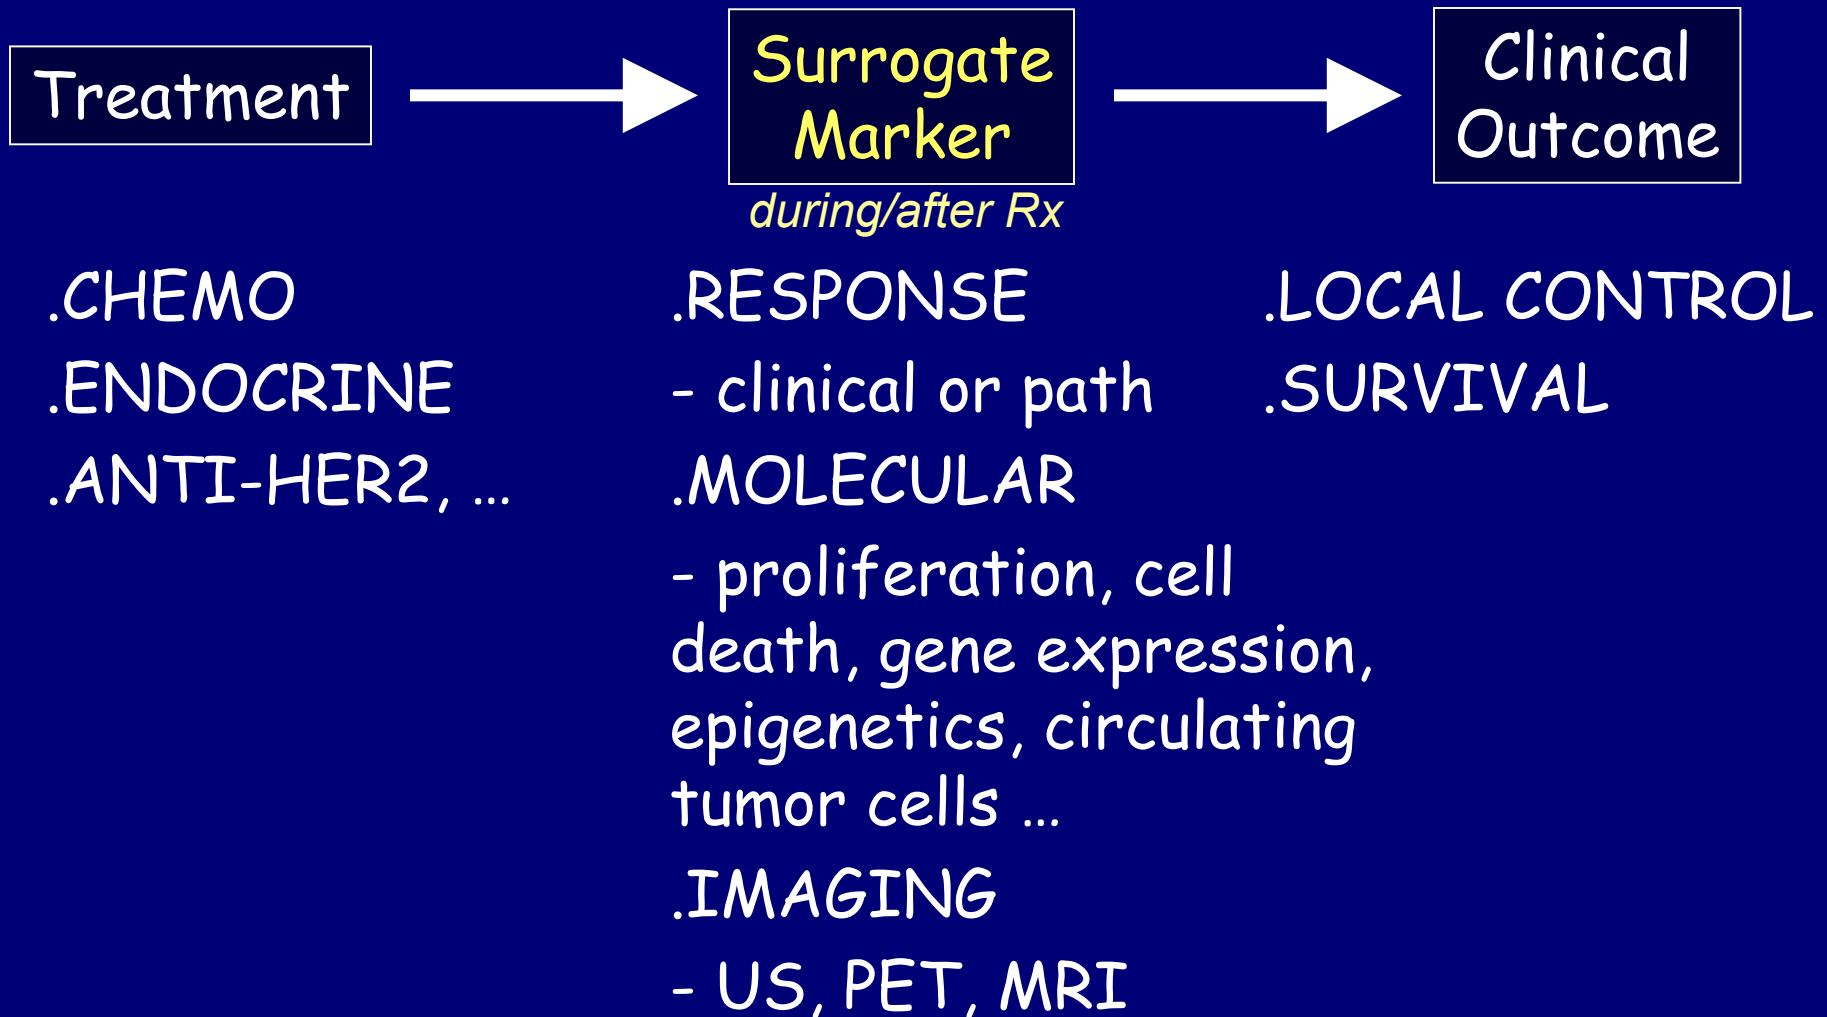 Treatment
Surrogate
Marker
during/after Rx
Clinical
Outcome
.CHEMO
.ENDOCRINE
.ANTI-HER2, …
.RESPONSE
- clinical or path
.MOLECULAR
- proliferation, cell
death, gene expression,
epigenetics, circulating
tumor cells …
.IMAGING
- US, PET, MRI
.LOCAL CONTROL
.SURVIVAL